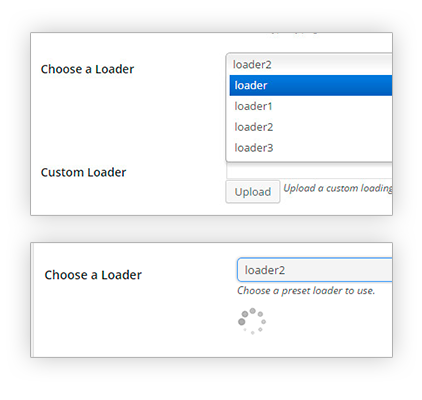 Choose a Loader
loader2
loader
loader1
loader2
loader3
Custom Loader
Upload Upload a custom loading
Choose a Loader
loader2
Choose a preset loader to use.